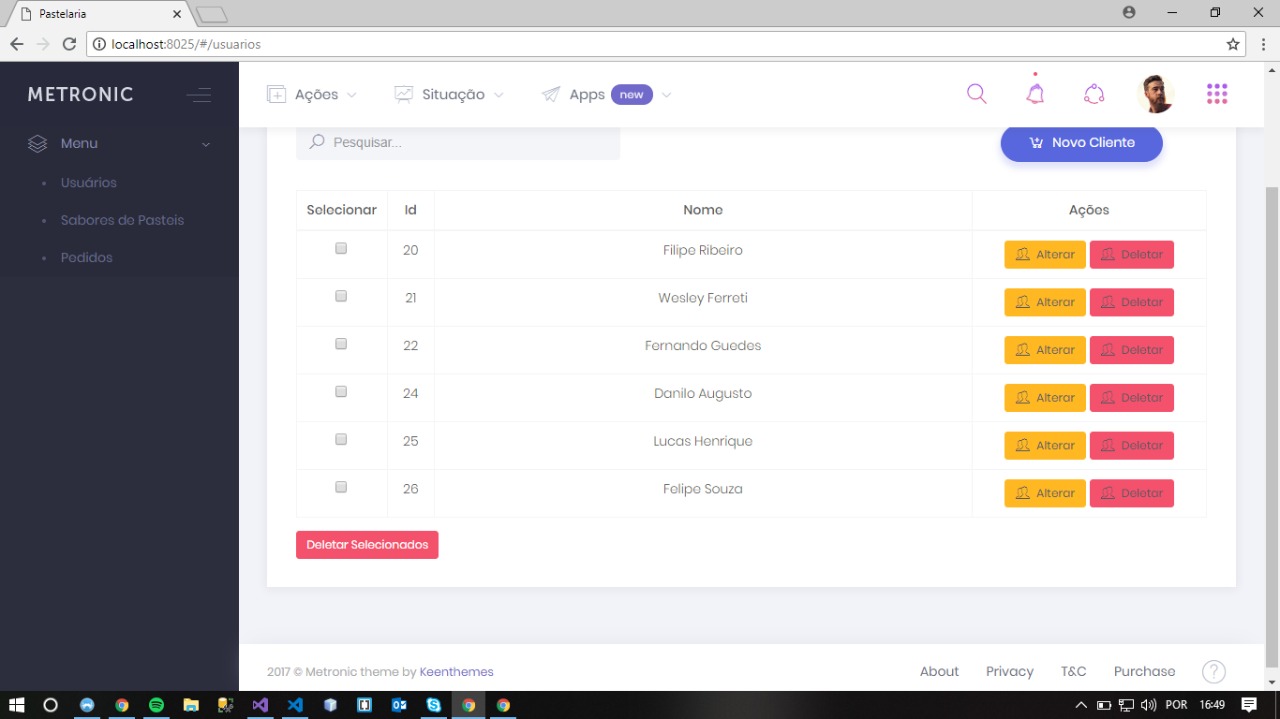 Pastelaria
localhost:8025/#/usuarios
METRONIC
Ações
Situação
Apps new
Menu
Usuários
Sabores de Pasteis
Pedidos
Pesquisar...
Novo Cliente
Selecionar Id Nome Ações
20 Filipe Ribeiro Alterar Deletar
21 Wesley Ferreti Alterar Deletar
22 Fernando Guedes Alterar Deletar
24 Danilo Augusto Alterar Deletar
25 Lucas Henrique Alterar Deletar
26 Felipe Souza Alterar Deletar
Deletar Selecionados
2017 © Metronic theme by Keenthemes
About Privacy T&C Purchase
POR 16:49